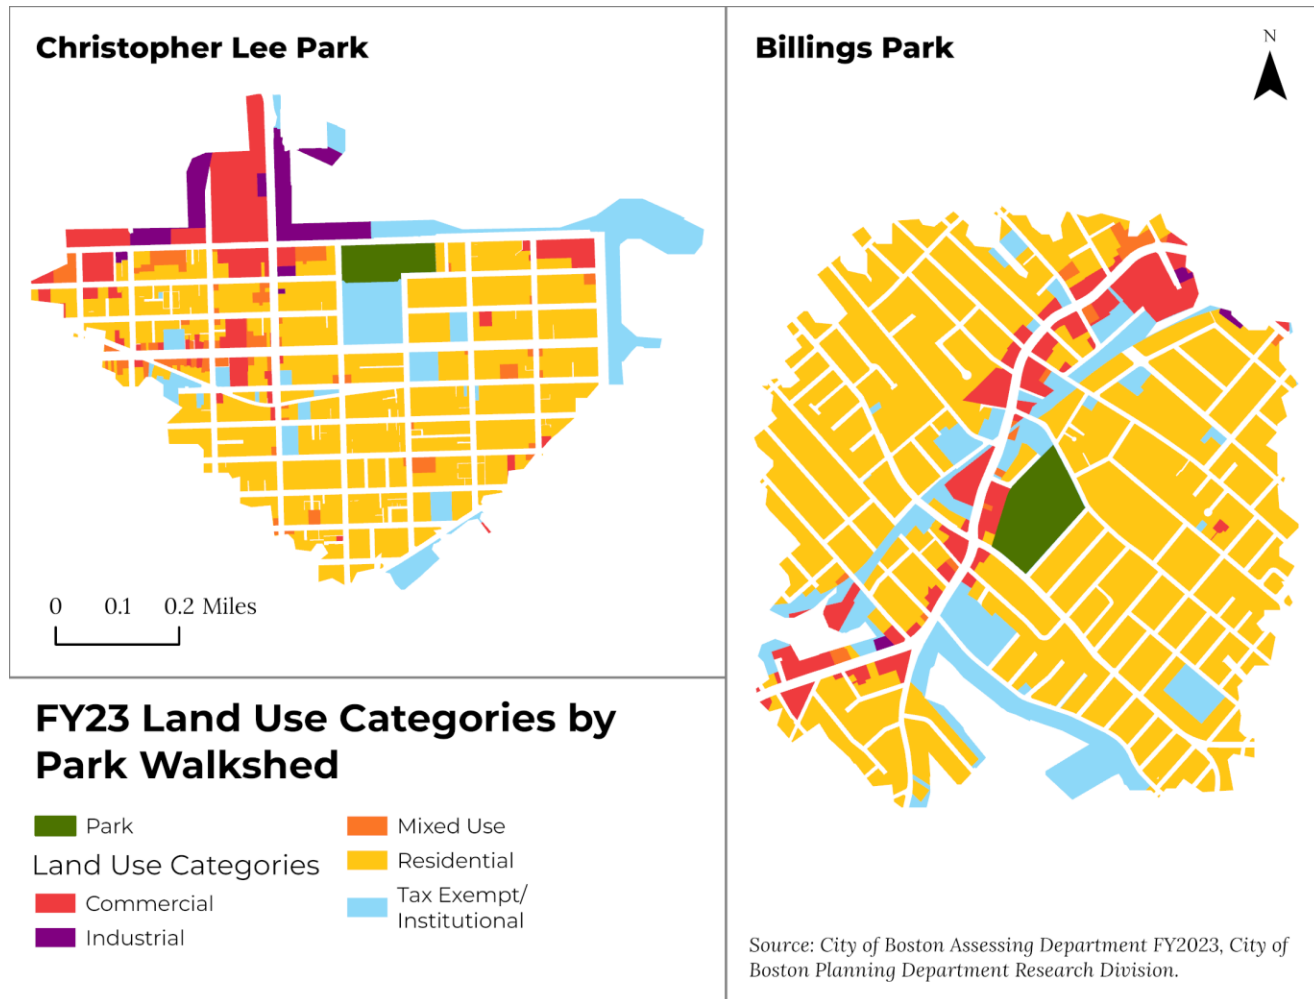 Christopher Lee Park
Billings Park
N
0 0.1 0.2 Miles
FY23 Land Use Categories by
Park Walkshed
Park
Land Use Categories
Commercial
Industrial
Mixed Use
Residential
Tax Exempt/
Institutional
Source: City of Boston Assessing Department FY2023, City of
Boston Planning Department Research Division.